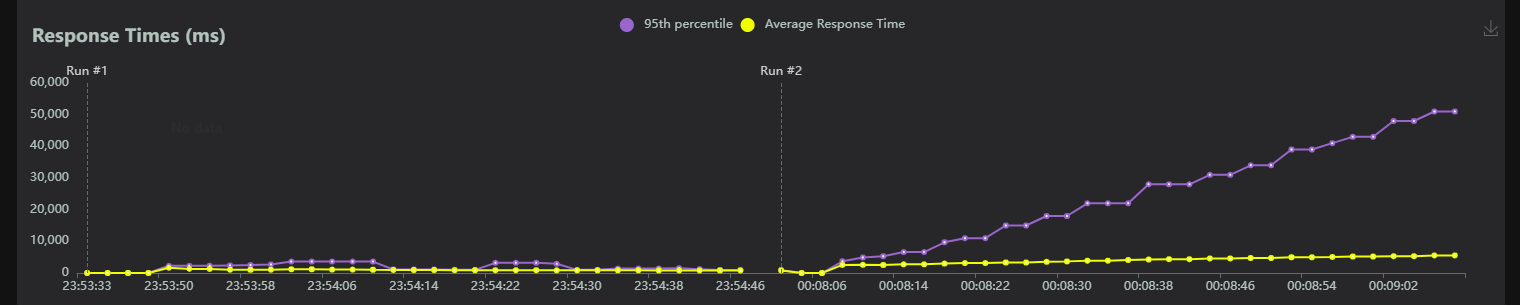 95th percentile Average Response Time
Response Times (ms)
Run #1 Run #2
60,000
50,000
No data
40,000
30,000
20,000
10,000
0
23:53:33 23:53:50 23:53:58 23:54:06 23:54:14 23:54:22 23:54:30 23:54:38 23:54:46 00:08:06 00:08:14 00:08:22 00:08:30 00:08:38 00:08:46 00:08:54 00:09:02